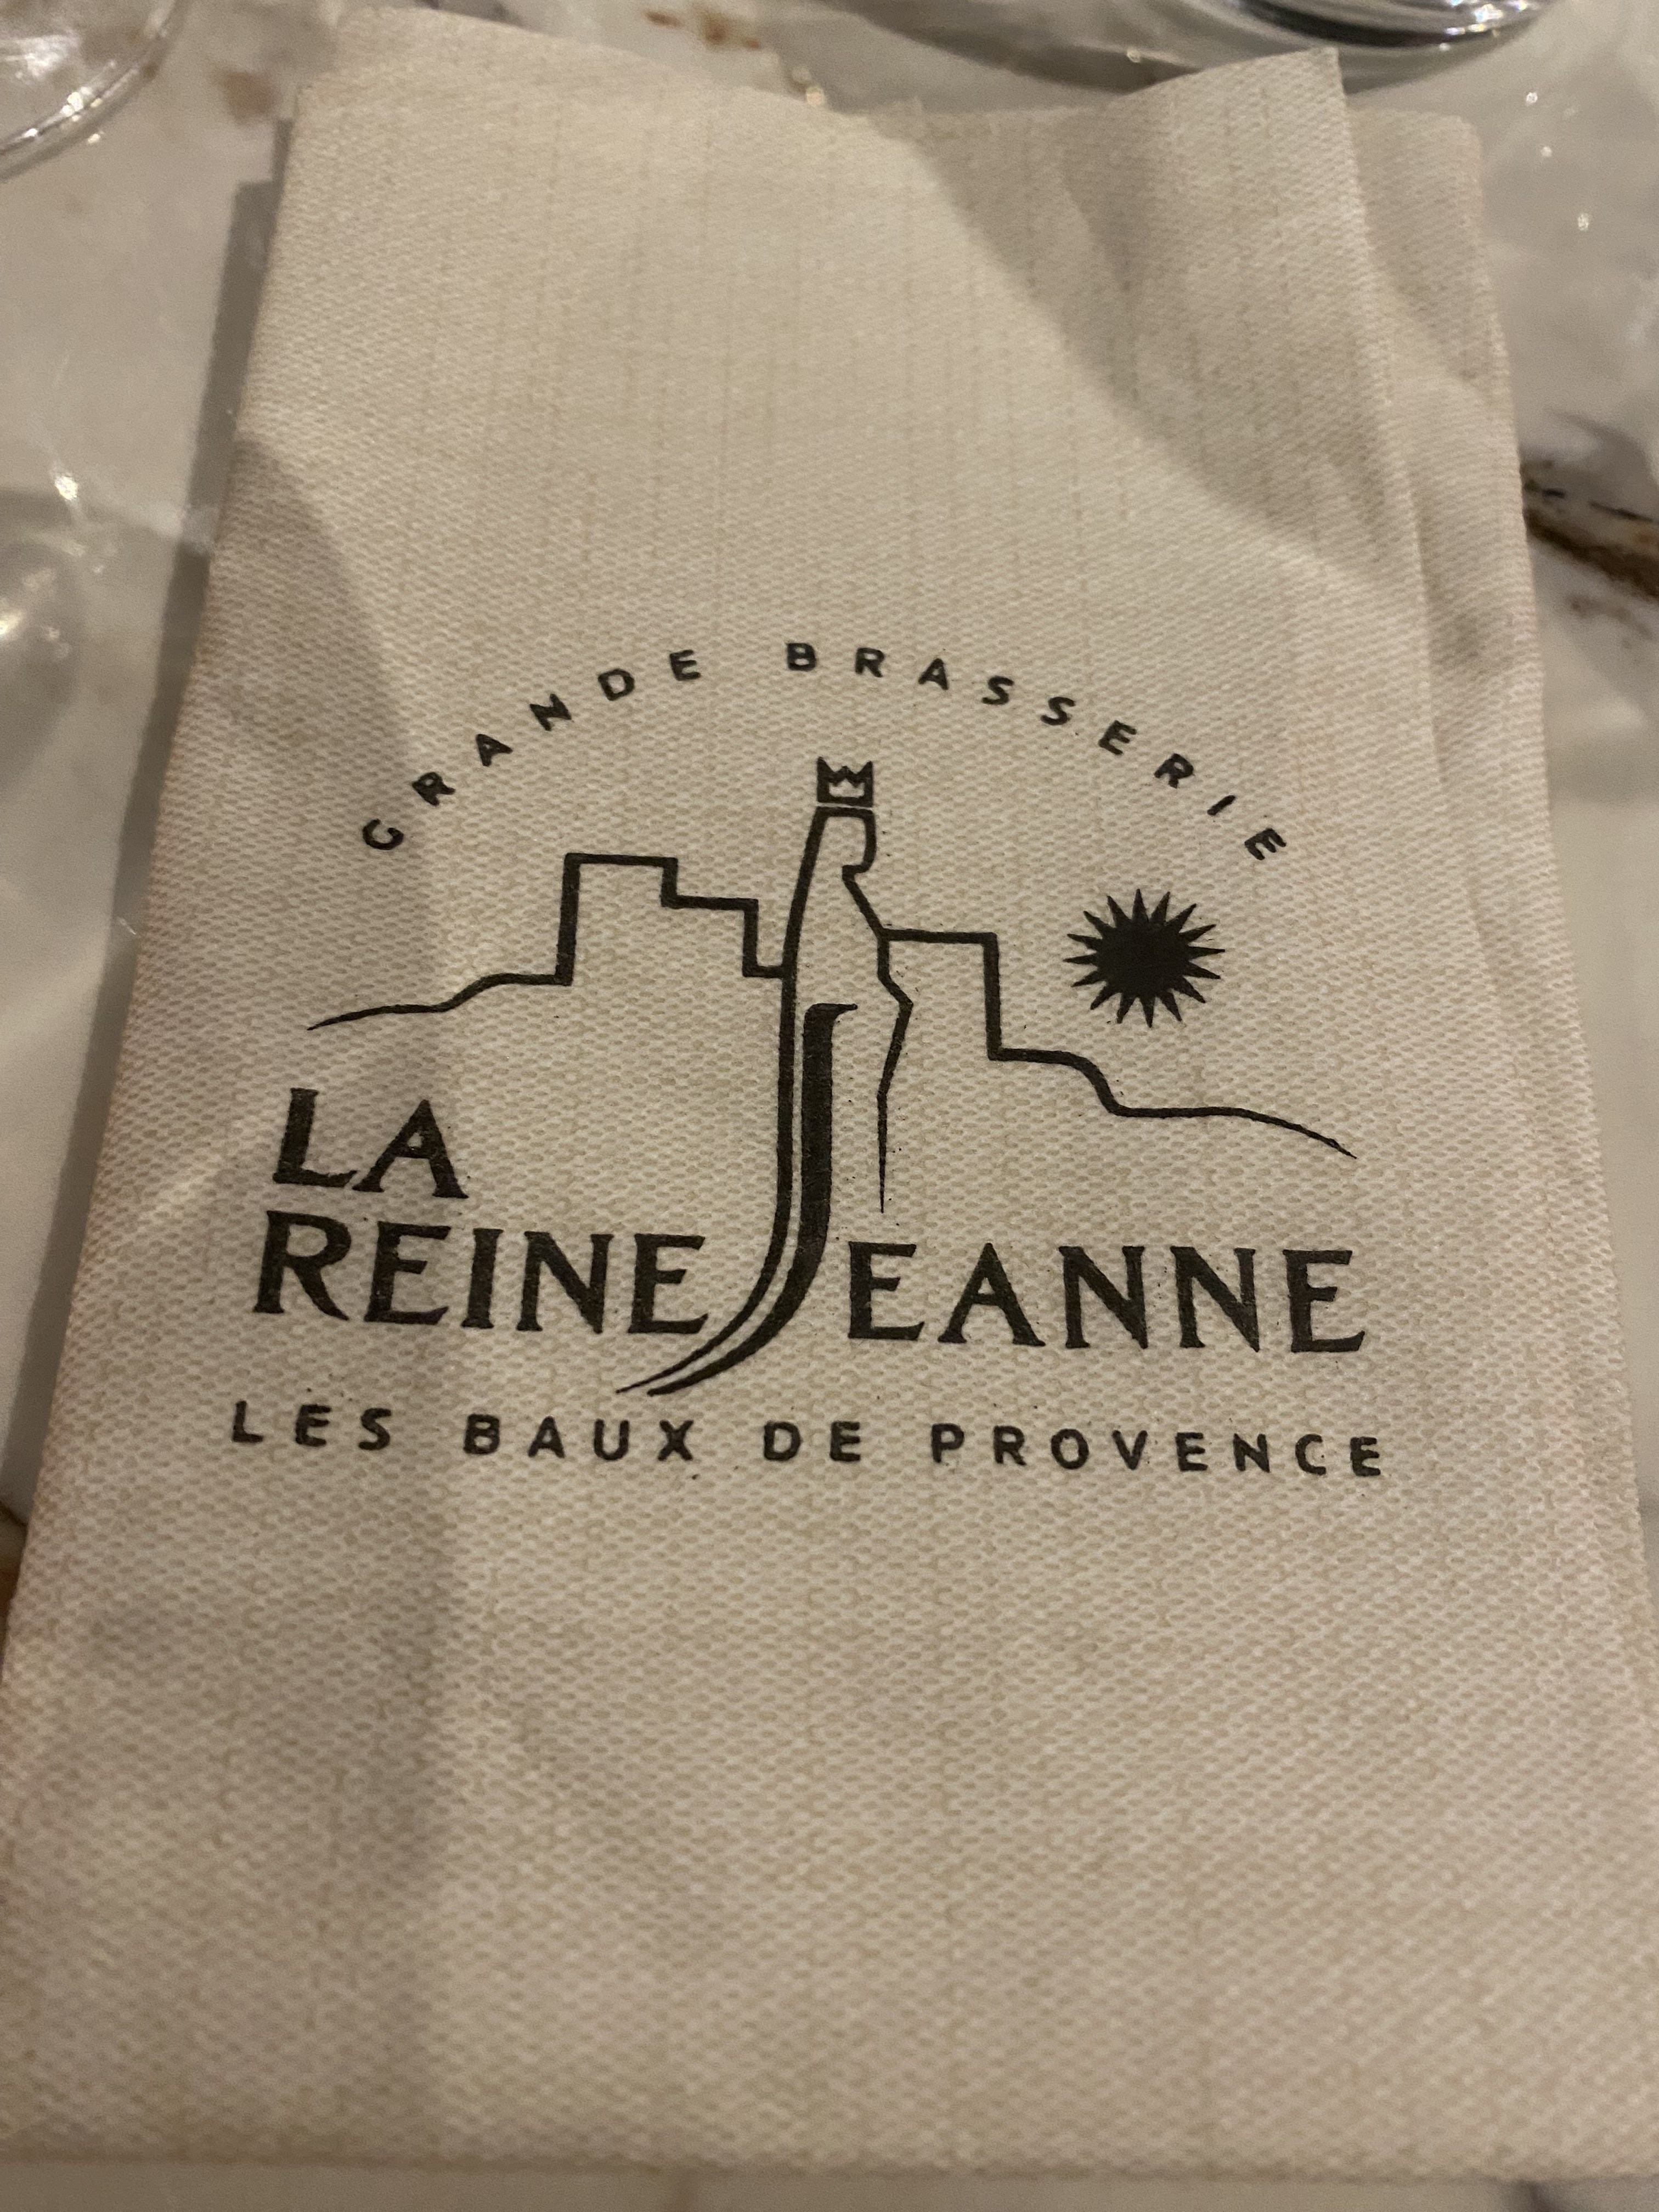 GRANDE BRASSERIE
LA
REINE JEANNE
LES BAUX DE PROVENCE